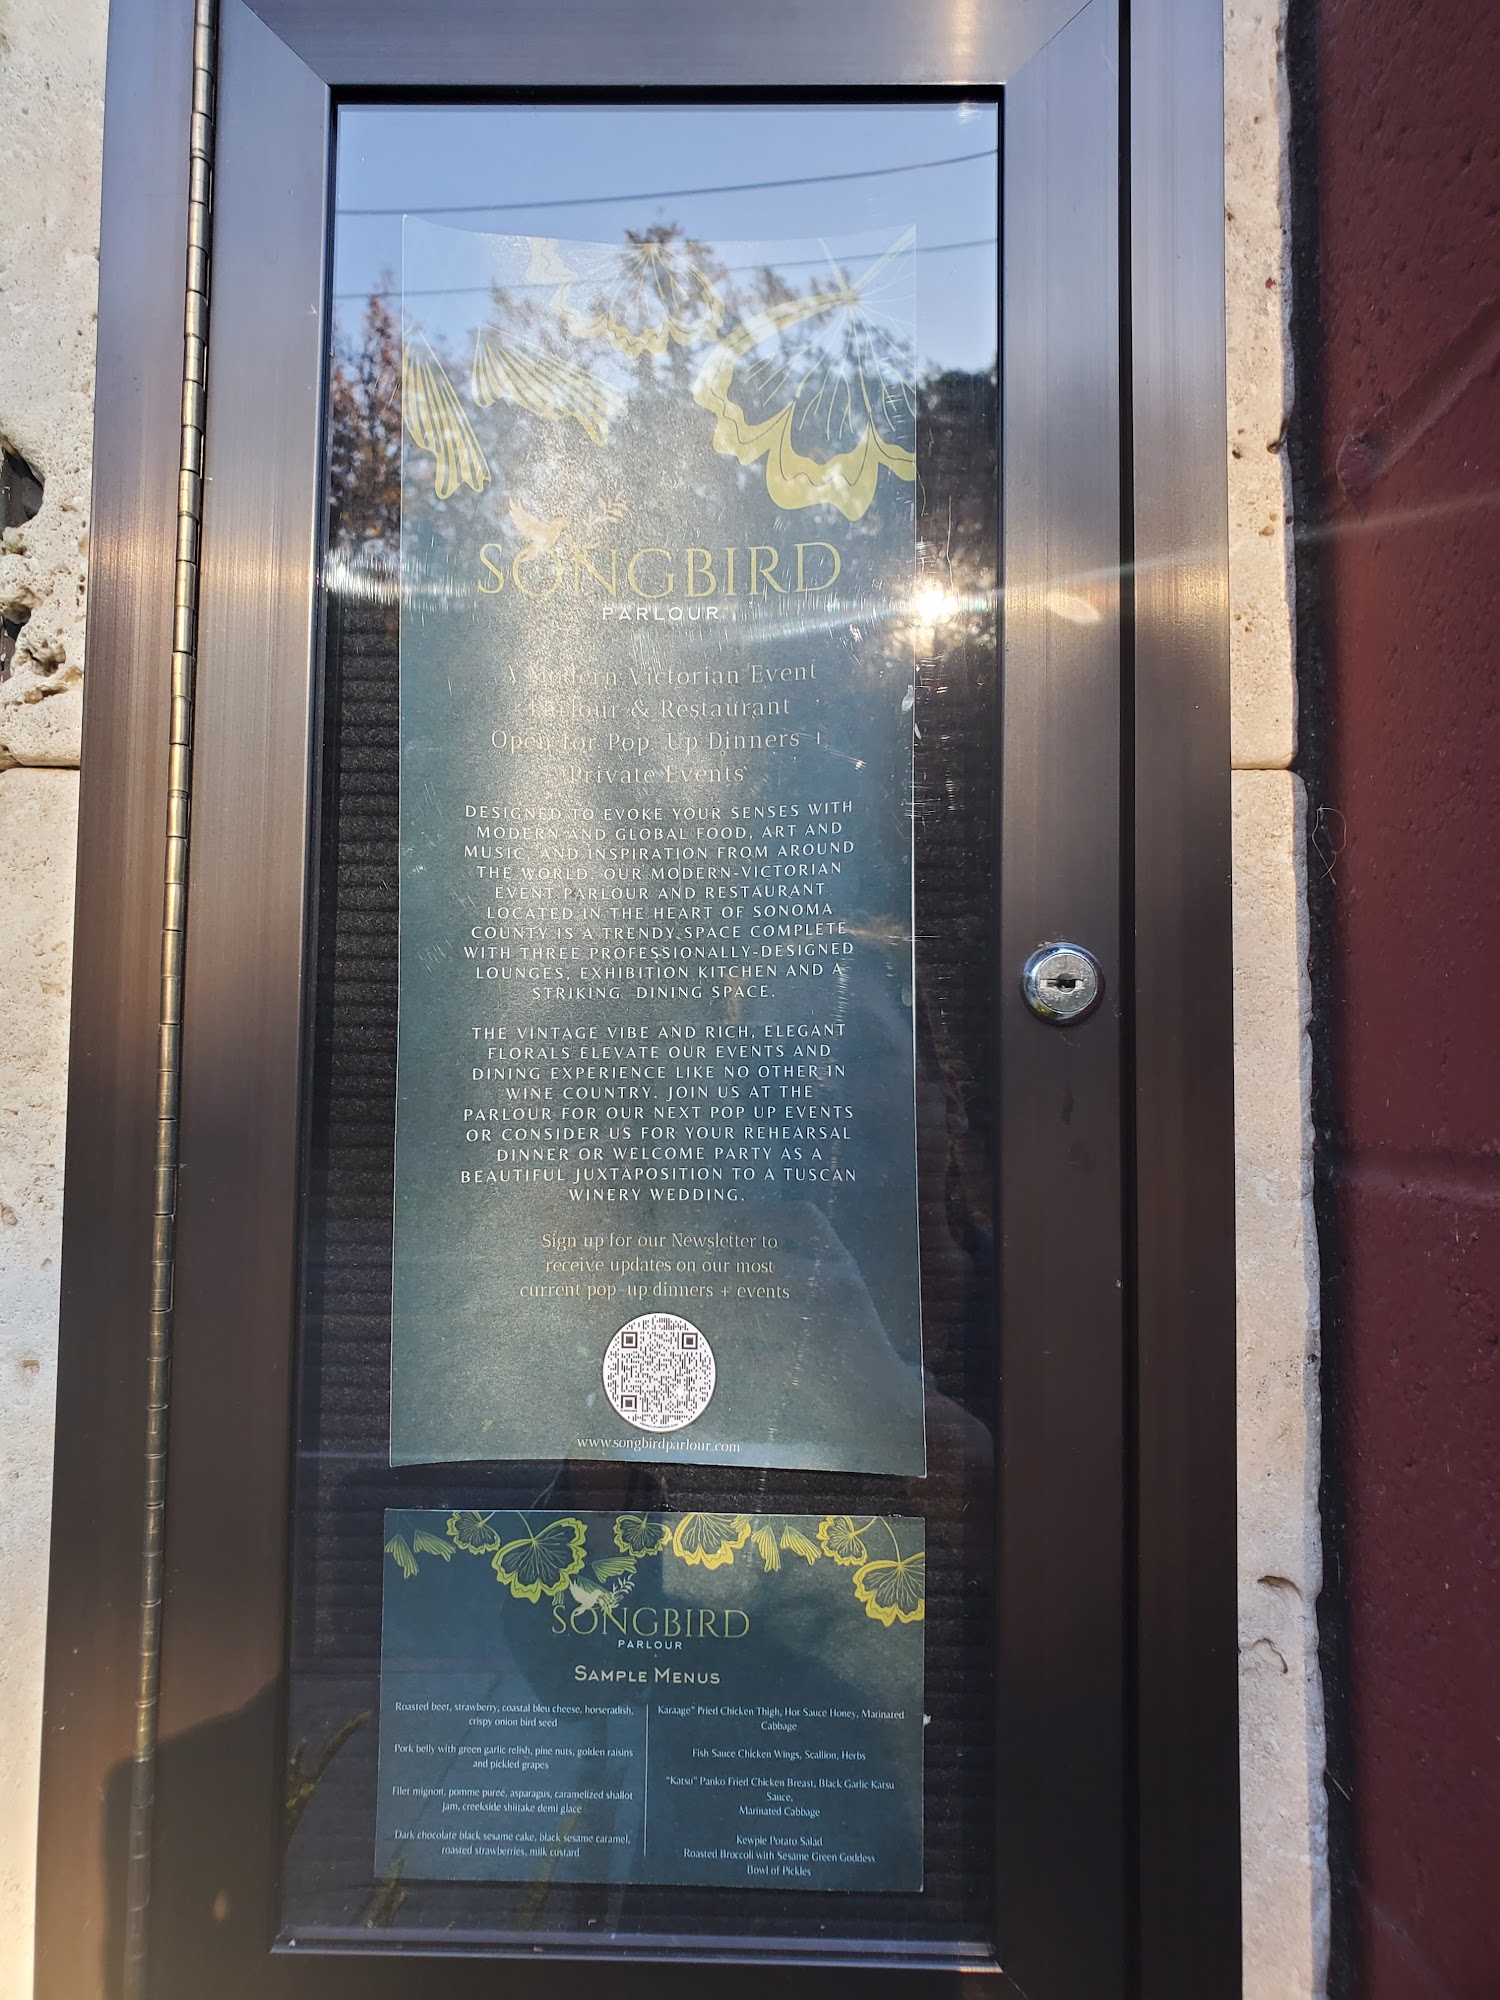 SONGBIRD
PARLOUR
A Modern Victorian Event
Parlour & Restaurant
Open for Pop-Up Dinners +
Private Events
DESIGNED TO EVOKE YOUR SENSES WITH
MODERN AND GLOBAL FOOD, ART AND
MUSIC, AND INSPIRATION FROM AROUND
THE WORLD, OUR MODERN-VICTORIAN
EVENT PARLOUR AND RESTAURANT
LOCATED IN THE HEART OF SONOMA
COUNTY IS A TRENDY SPACE COMPLETE
WITH THREE PROFESSIONALLY-DESIGNED
LOUNGES, EXHIBITION KITCHEN AND A
STRIKING DINING SPACE.
THE VINTAGE VIBE AND RICH, ELEGANT
FLORALS ELEVATE OUR EVENTS AND
DINING EXPERIENCE LIKE NO OTHER IN
WINE COUNTRY. JOIN US AT THE
PARLOUR FOR OUR NEXT POP UP EVENTS
OR CONSIDER US FOR YOUR REHEARSAL
DINNER OR WELCOME PARTY AS A
BEAUTIFUL JUXTAPOSITION TO A TUSCAN
WINERY WEDDING.
Sign up for our Newsletter to
receive updates on our most
current pop-up dinners + events
www.songbirdparlour.com
SONGBIRD
PARLOUR
SAMPLE MENUS
Roasted beet, strawberry, coastal bleu cheese, horseradish,
crispy onion bird seed
Pork belly with green garlic relish, pine nuts, golden raisins
and pickled grapes
Filet mignon, pomme puree, asparagus, caramelized shallot
jam, creekside shiitake demi glace
Dark chocolate black sesame cake, black sesame caramel,
roasted strawberries, milk custard
Karaage" Fried Chicken Thigh, Hot Sauce Honey, Marinated
Cabbage
Fish Sauce Chicken Wings, Scallion, Herbs
"Katsu" Panko Fried Chicken Breast, Black Garlic Katsu
Sauce,
Marinated Cabbage
Kewpie Potato Salad
Roasted Broccoli with Sesame Green Goddess
Bowl of Pickles